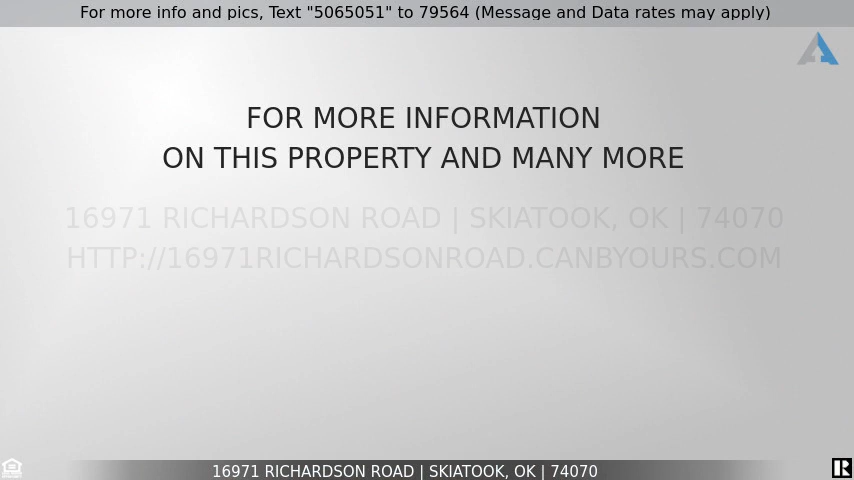 For more info and pics, Text "5065051" to 79564 (Message and Data rates may apply)
FOR MORE INFORMATION
ON THIS PROPERTY AND MANY MORE
16971 RICHARDSON ROAD | SKIATOOK, OK | 74070
HTTP://16971RICHARDSONROAD.CANBYOURS.COM
16971 RICHARDSON ROAD | SKIATOOK, OK | 74070